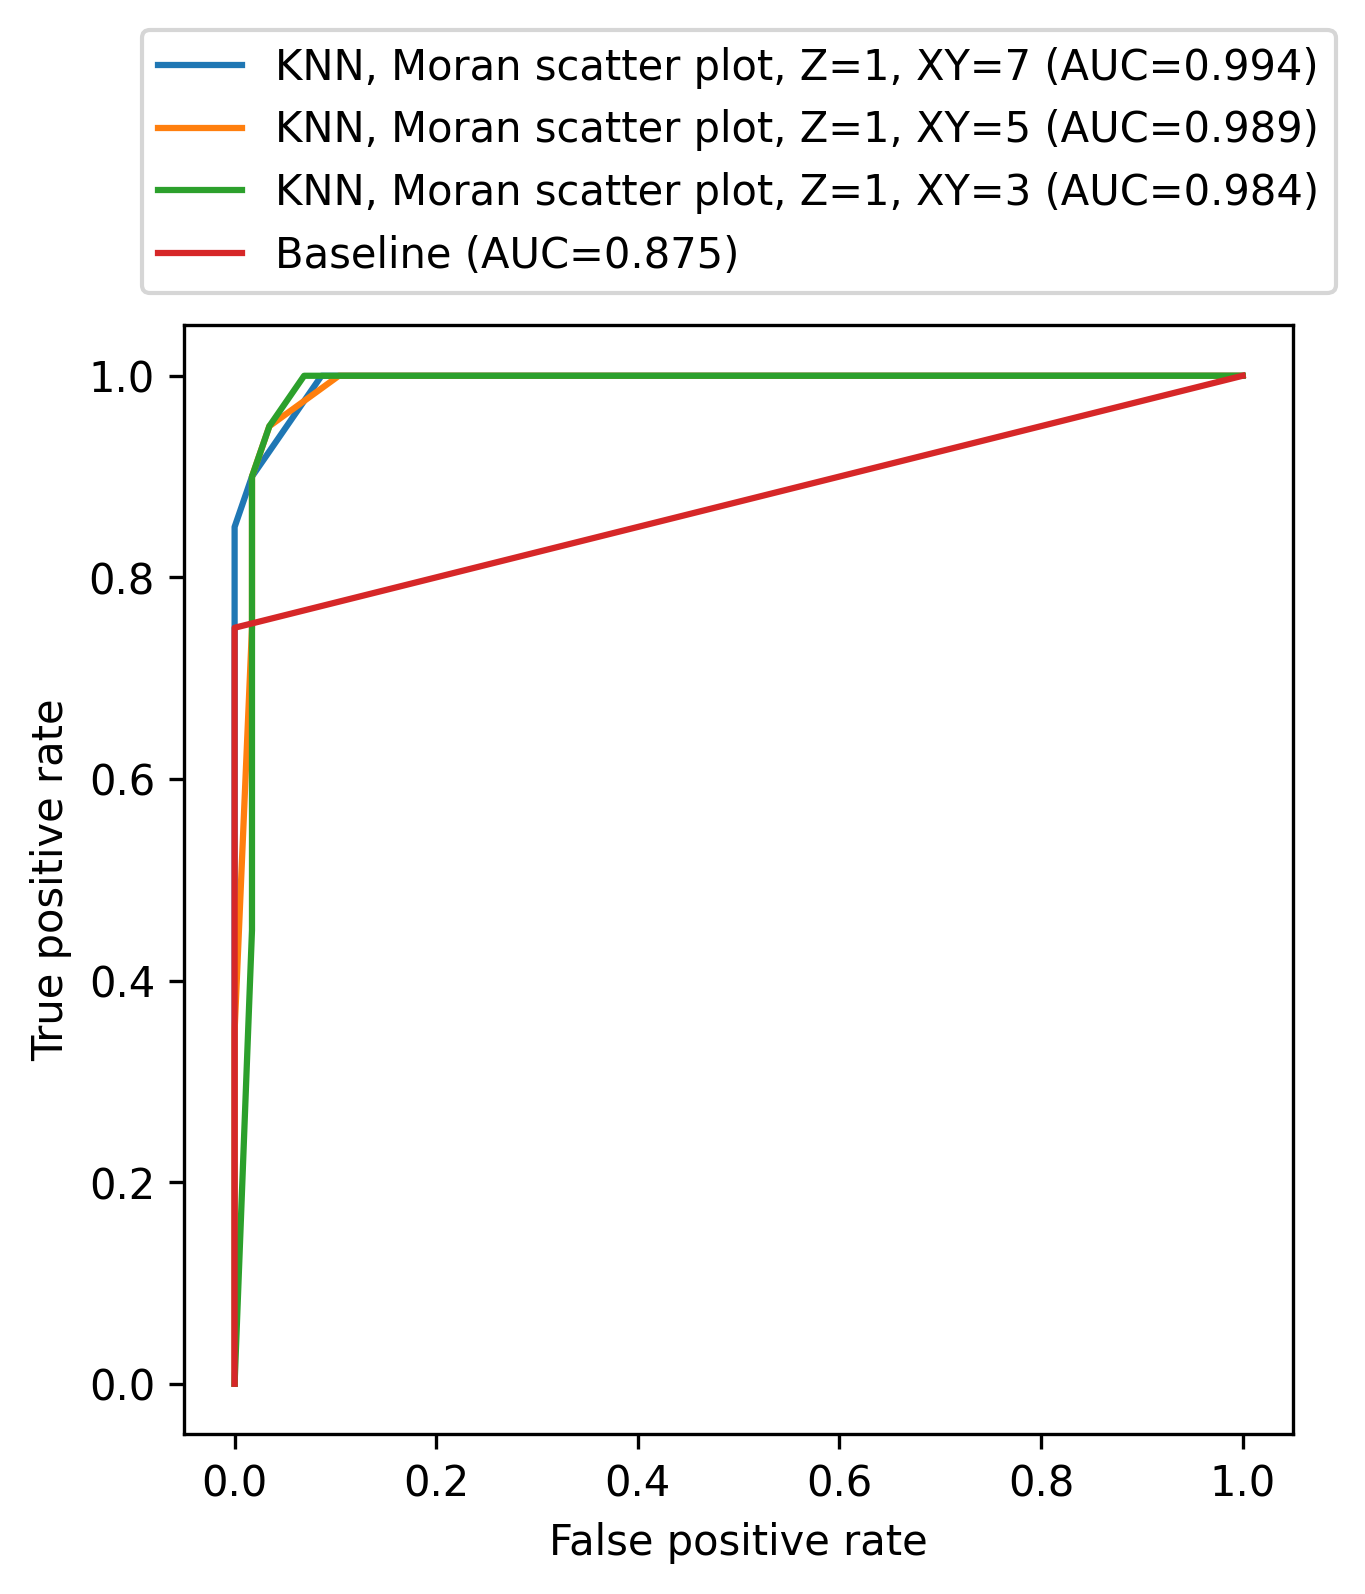 KNN, Moran scatter plot, Z=1, XY=7 (AUC=0.994)
KNN, Moran scatter plot, Z=1, XY=5 (AUC=0.989)
KNN, Moran scatter plot, Z=1, XY=3 (AUC=0.984)
Baseline (AUC=0.875)
1.0
0.8
0.6
0.4
0.2
0.0
True positive rate
0.0 0.2 0.4 0.6 0.8 1.0
False positive rate